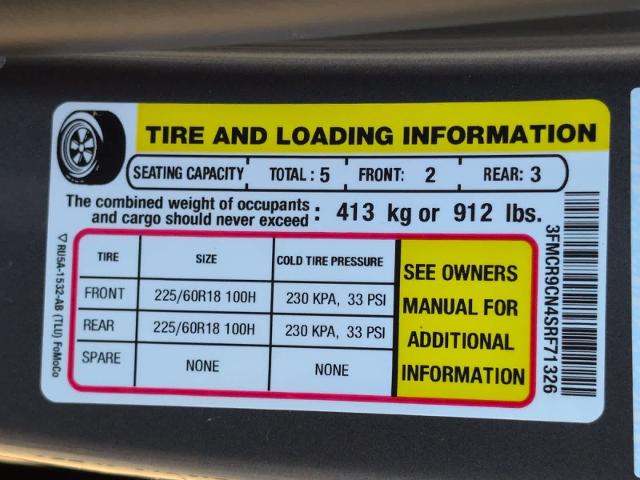 TIRE AND LOADING INFORMATION
SEATING CAPACITY TOTAL : 5 FRONT: 2 REAR: 3
The combined weight of occupants
and cargo should never exceed : 413 kg or 912 lbs.
TIRE SIZE COLD TIRE PRESSURE
FRONT 225/60R18 100H 230 KPA, 33 PSI
REAR 225/60R18 100H 230 KPA, 33 PSI
SPARE NONE NONE
SEE OWNERS
MANUAL FOR
ADDITIONAL
INFORMATION
3FMCR9CN4SRF71326
RU5A-1532-AB (TLU) FoMoCo